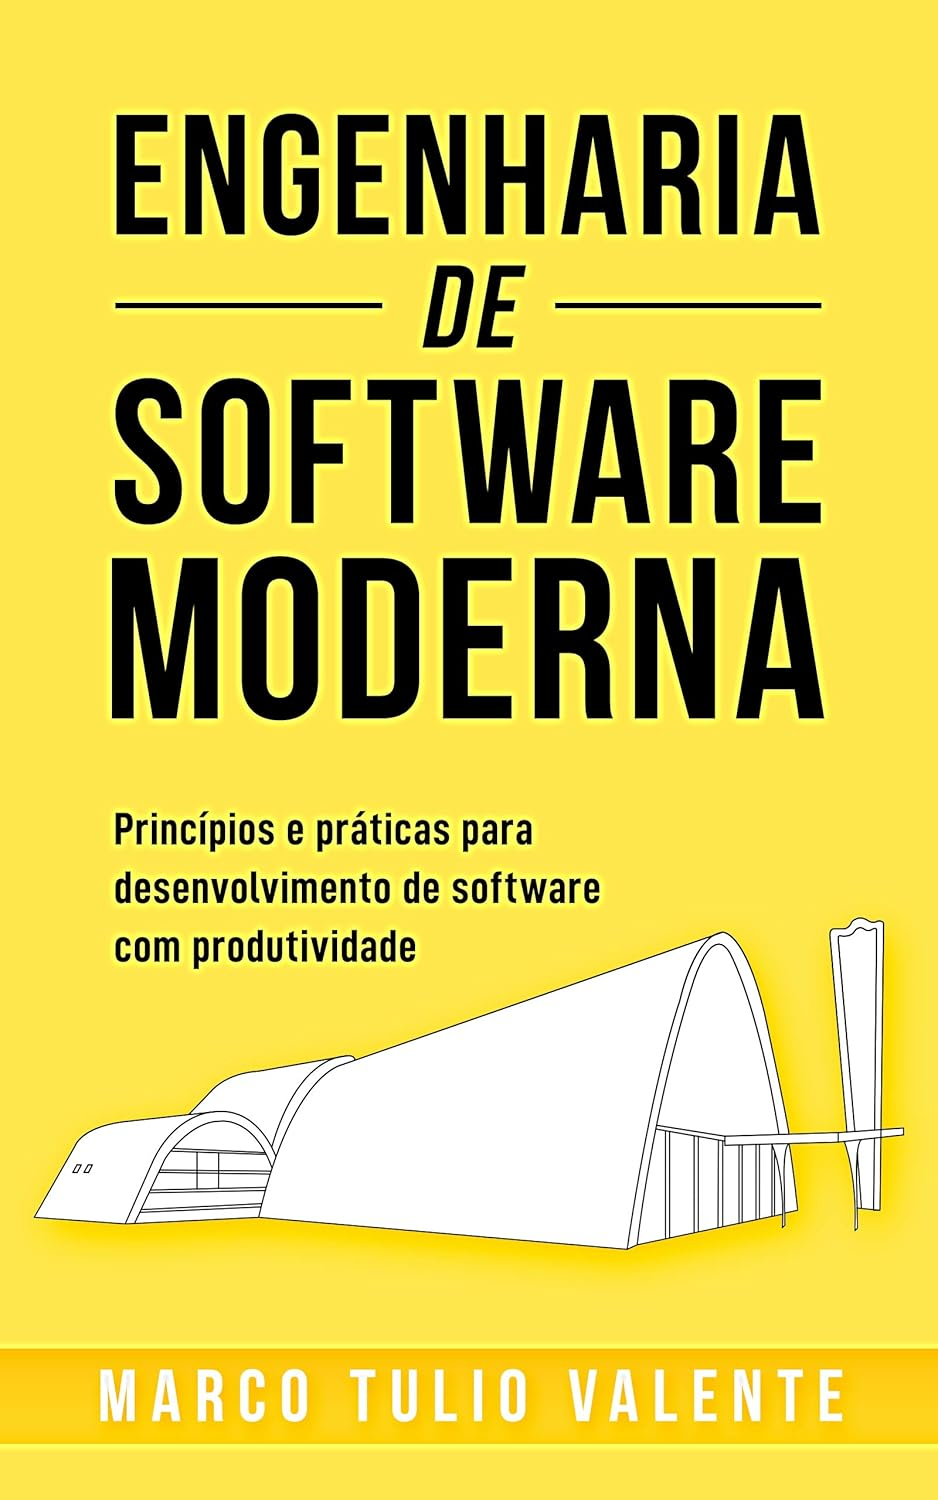 ENGENHARIA
DE
SOFTWARE
MODERNA
Princípios e práticas para
desenvolvimento de software
com produtividade
MARCO TULIO VALENTE